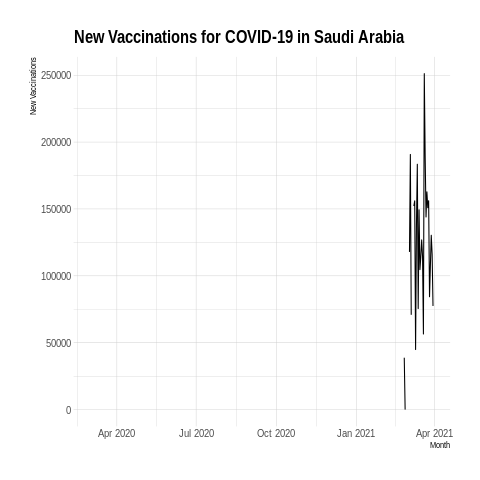 New Vaccinations for COVID-19 in Saudi Arabia
New Vaccinations
250000
200000
150000
100000
50000
0
Apr 2020 Jul 2020 Oct 2020 Jan 2021 Apr 2021
Month